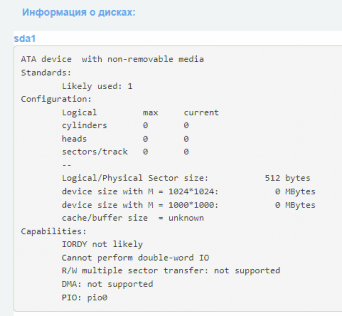 Информация о дисках:
sda1
ATA device  with non-removable media
Standards:
        Likely used: 1
Configuration:
        Logical         max     current
        cylinders       0       0
        heads           0       0
        sectors/track   0       0
        --
        Logical/Physical Sector size:           512 bytes
        device size with M = 1024*1024:           0 MBytes
        device size with M = 1000*1000:           0 MBytes
        cache/buffer size  = unknown
Capabilities:
        IORDY not likely
        Cannot perform double-word IO
        R/W multiple sector transfer: not supported
        DMA: not supported
        PIO: pio0